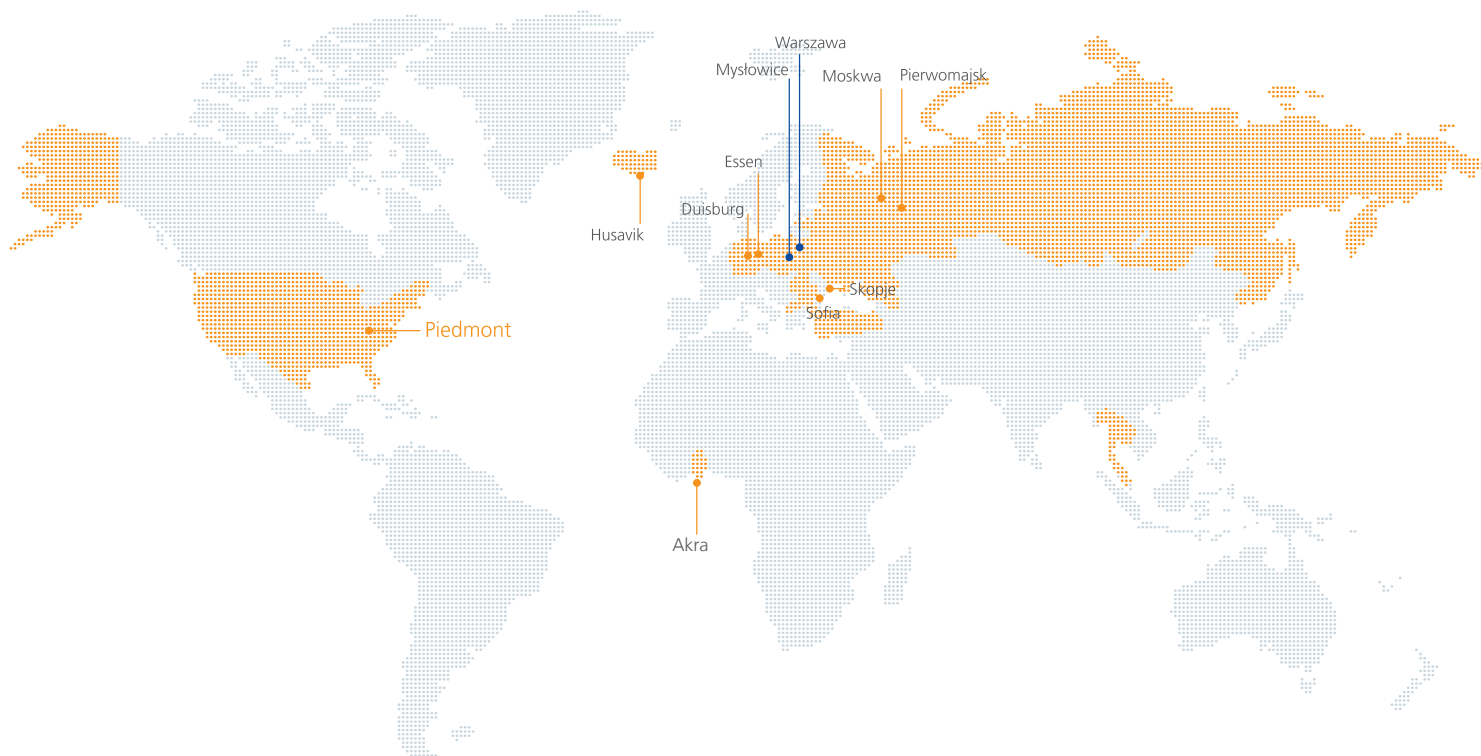 Warszawa
Mysłowice
Moskwa
Pierwomajsk
Essen
Duisburg
Husavik
Skopje
Sofia
Piedmont
Akra